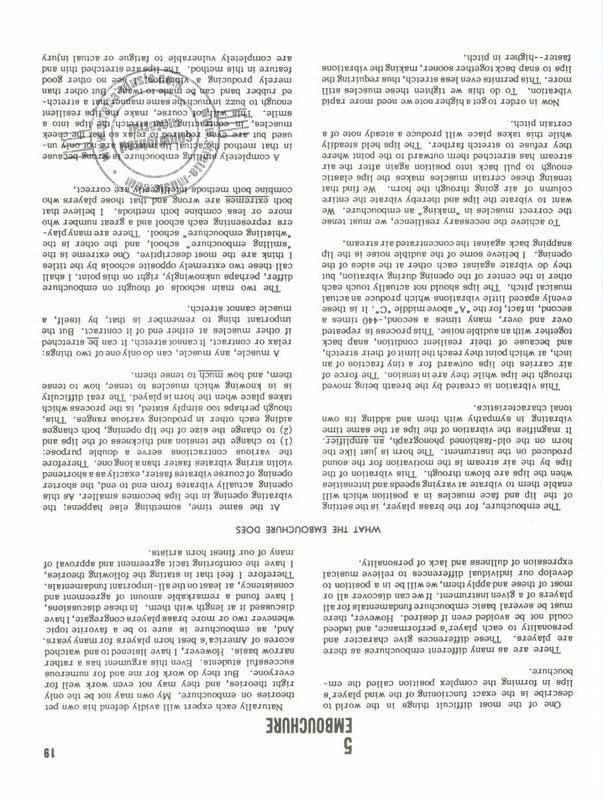 19
5
EMBOUCHURE
One of the most difficult things in the world to
describe is the exact functioning of the wind player's
lips in forming the complex position called the em-
bouchure.
There are as many different embouchures as there
are players. These differences give character and
personality to each player's performance, and indeed
could not be avoided even if desired. However, there
must be several basic embouchure fundamentals for all
players of a given instrument. If we can discover all or
most of these and apply them, we will be in a position to
develop our individual differences to relieve musical
expression of dullness and lack of personality.
Naturally each expert will avidly defend his own pet
theories on embouchure. My own may not be the only
right theories, and they may not even work well for
everyone. But they do work for me and for numerous
successful students. Even this argument has a rather
narrow basis. However, I have listened to and watched
scores of America's best horn players for many years.
And, as embouchure is sure to be a favorite topic
whenever two or more brass players congregate, I have
discussed it at length with them. In these discussions,
I have found a remarkable amount of agreement and
consistency, at least on the all-important fundamentals.
Therefore I feel that in stating the following theories,
I have the comforting tacit agreement and approval of
many of our finest horn artists.
WHAT THE EMBOUCHURE DOES
The embouchure, for the brass player, is the setting
of the lip and face muscles in a position which will
enable them to vibrate at varying speeds and intensities
when the lips are blown through. This vibration of the
lips by the air stream is the motivation for the sound
produced on the instrument. The horn is just like the
horn on the old-fashioned phonograph, an amplifier.
It magnifies the vibration of the lips at the same time
vibrating in sympathy with them and adding its own
tonal characteristics.
This vibration is created by the breath being moved
through the lips while they are in tension. The force of
air carries the lips outward for a tiny fraction of an
inch, at which point they reach the limit of their stretch,
and because of their resilient condition, snap back
together with an audible noise. This process is repeated
over and over, many times a second,-440 times a
second, in fact, for the "A" above middle "C". It is these
evenly spaced little vibrations which produce an actual
musical pitch. The lips should not actually touch each
other in the center of the opening during vibration, but
they do vibrate against each other at the sides of the
opening. I believe some of the audible noise is the lip
snapping back against the concentrated air stream.
To achieve the necessary resilience, we must tense
the correct muscles in "making" an embouchure. We
want to vibrate the lips and thereby vibrate the entire
column of air going through the horn. We find that
tensing these certain muscles makes the lips elastic
enough to pull back into position again after the air
stream has stretched them outward to the point where
they refuse to stretch farther. The lips held steadily
while this takes place will produce a steady note of a
certain pitch.
Now in order to get a higher note we need more rapid
vibration. To do this we tighten these muscles still
more. This permits even less stretch, thus requiring the
lips to snap back together sooner, making the vibrations
faster--higher in pitch.
At the same time, something else happens; the
vibrating opening in the lips becomes smaller. As this
opening actually vibrates from end to end, the shorter
opening of course vibrates faster, exactly as a shortened
violin string vibrates faster than a long one. Therefore
the various contractions serve a double purpose:
(1) to change the tension and thickness of the lips and
(2) to change the size of the lip opening, both changes
aiding each other in producing various ranges. This,
though perhaps too simply stated, is the process which
takes place when the horn is played. The real difficulty
is in knowing which muscles to tense, how to tense
them, and how much to tense them.
A muscle, any muscle, can do only one of two things:
relax or contract. It cannot stretch. It can be stretched
if other muscles at either end of it contract. But the
important thing to remember is that, by itself, a
muscle cannot stretch.
The two main schools of thought on embouchure
differ, perhaps unknowingly, right on this point. I shall
call these two extremely opposite schools by the titles
I think are the most descriptive. One extreme is the
"smiling embouchure" school, and the other is the
"whistling embouchure" school. There are many play-
ers representing each school and a great number who
more or less combine both methods. I believe that
both extremes are wrong and that those players who
combine both methods intelligently are correct.
A completely smiling embouchure is wrong because
in that method the actual lip muscles are not only un-
used but are even required to relax so that the cheek
muscles, in contracting, can stretch the lips into a
smile. This will, of course, make the lips resilient
enough to buzz in much the same manner that a stretch-
ed rubber band can be made to twang. But other than
merely producing a vibration, I see no other good
feature in this method. The lips are stretched thin and
are completely vulnerable to fatigue or actual injury